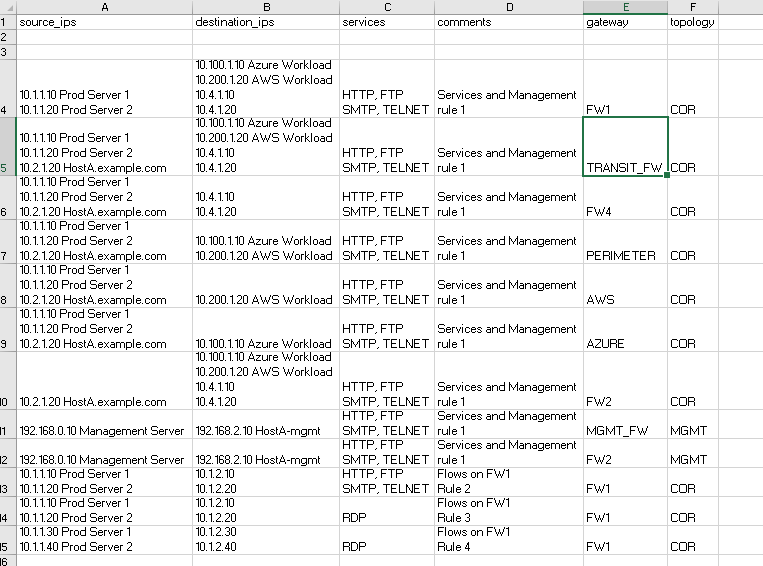 A B C D E F
1 source_ips destination_ips services comments gateway topology
2
3
10.100.1.10 Azure Workload
10.200.1.20 AWS Workload
10.1.1.10 Prod Server 1 10.4.1.10 HTTP, FTP Services and Management
4 10.1.1.20 Prod Server 2 10.4.1.20 SMTP, TELNET rule 1 FW1 COR
10.100.1.10 Azure Workload
10.1.1.10 Prod Server 1 10.200.1.20 AWS Workload
10.1.1.20 Prod Server 2 10.4.1.10 HTTP, FTP Services and Management
5 10.2.1.20 HostA.example.com 10.4.1.20 SMTP, TELNET rule 1 TRANSIT_FW COR
10.1.1.10 Prod Server 1
10.1.1.20 Prod Server 2 10.4.1.10 HTTP, FTP Services and Management
6 10.2.1.20 HostA.example.com 10.4.1.20 SMTP, TELNET rule 1 FW4 COR
10.1.1.10 Prod Server 1
10.1.1.20 Prod Server 2 10.100.1.10 Azure Workload HTTP, FTP Services and Management
7 10.2.1.20 HostA.example.com 10.200.1.20 AWS Workload SMTP, TELNET rule 1 PERIMETER COR
10.1.1.10 Prod Server 1
10.1.1.20 Prod Server 2 HTTP, FTP Services and Management
8 10.2.1.20 HostA.example.com 10.200.1.20 AWS Workload SMTP, TELNET rule 1 AWS COR
10.1.1.10 Prod Server 1
10.1.1.20 Prod Server 2 HTTP, FTP Services and Management
9 10.2.1.20 HostA.example.com 10.100.1.10 Azure Workload SMTP, TELNET rule 1 AZURE COR
10.100.1.10 Azure Workload
10.200.1.20 AWS Workload
10.4.1.10 HTTP, FTP Services and Management
10 10.2.1.20 HostA.example.com 10.4.1.20 SMTP, TELNET rule 1 FW2 COR
HTTP, FTP Services and Management
11 192.168.0.10 Management Server 192.168.2.10 HostA-mgmt SMTP, TELNET rule 1 MGMT_FW MGMT
HTTP, FTP Services and Management
12 192.168.0.10 Management Server 192.168.2.10 HostA-mgmt SMTP, TELNET rule 1 FW2 MGMT
10.1.1.10 Prod Server 1 10.1.2.10 HTTP, FTP Flows on FW1
13 10.1.1.20 Prod Server 2 10.1.2.20 SMTP, TELNET Rule 2 FW1 COR
10.1.1.10 Prod Server 1 10.1.2.10 Flows on FW1
14 10.1.1.20 Prod Server 2 10.1.2.20 RDP Rule 3 FW1 COR
10.1.1.30 Prod Server 1 10.1.2.30 Flows on FW1
15 10.1.1.40 Prod Server 2 10.1.2.40 RDP Rule 4 FW1 COR
16